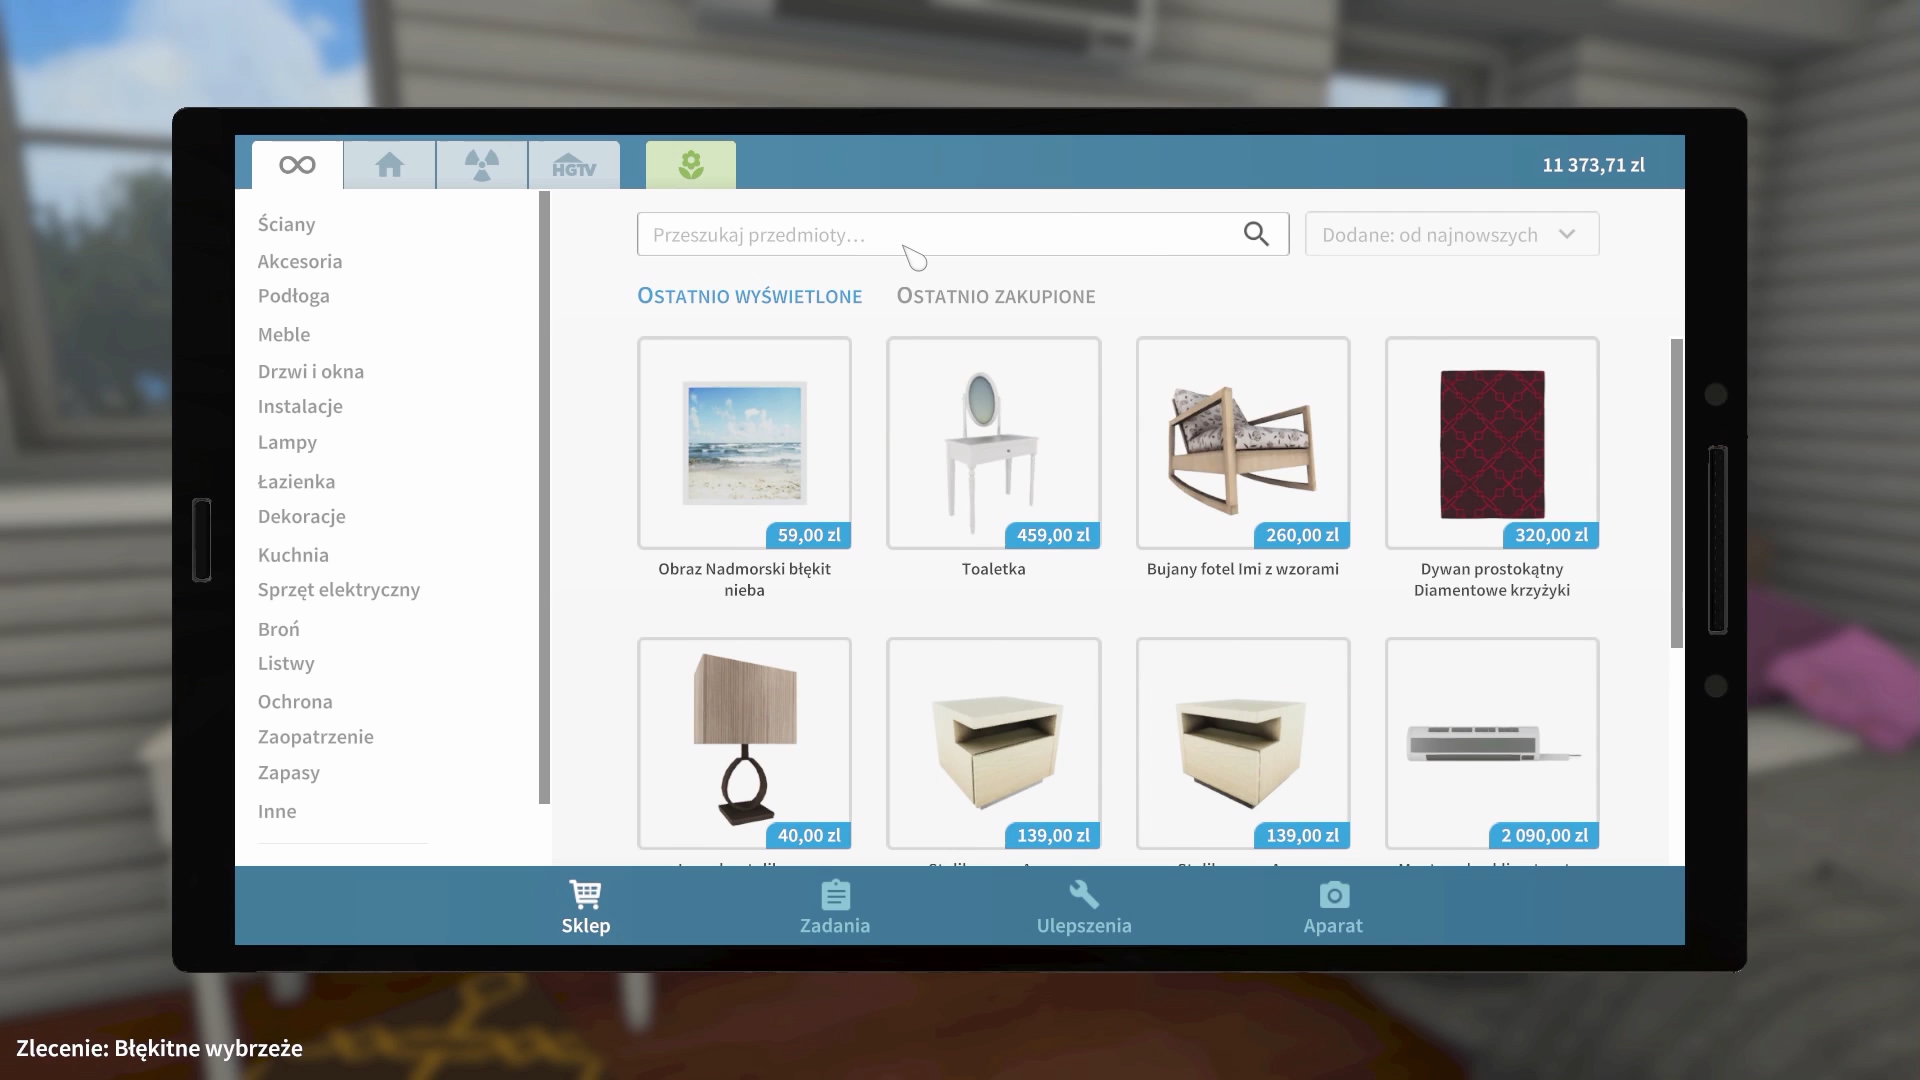 HGTV
11 373,71 zl
Ściany
Akcesoria
Podłoga
Meble
Drzwi i okna
Instalacje
Lampy
Łazienka
Dekoracje
Kuchnia
Sprzęt elektryczny
Broń
Listwy
Ochrona
Zaopatrzenie
Zapasy
Inne
Przeszukaj przedmioty...
Dodane: od najnowszych
OSTATNIO WYŚWIETLONE
OSTATNIO ZAKUPIONE
59,00 zl
459,00 zl
260,00 zl
320,00 zl
Obraz Nadmorski błękit
nieba
Toaletka
Bujany fotel Imi z wzorami
Dywan prostokątny
Diamentowe krzyżyki
40,00 zl
139,00 zl
139,00 zl
2 090,00 zl
Sklep
Zadania
Ulepszenia
Aparat
Zlecenie: Błękitne wybrzeże